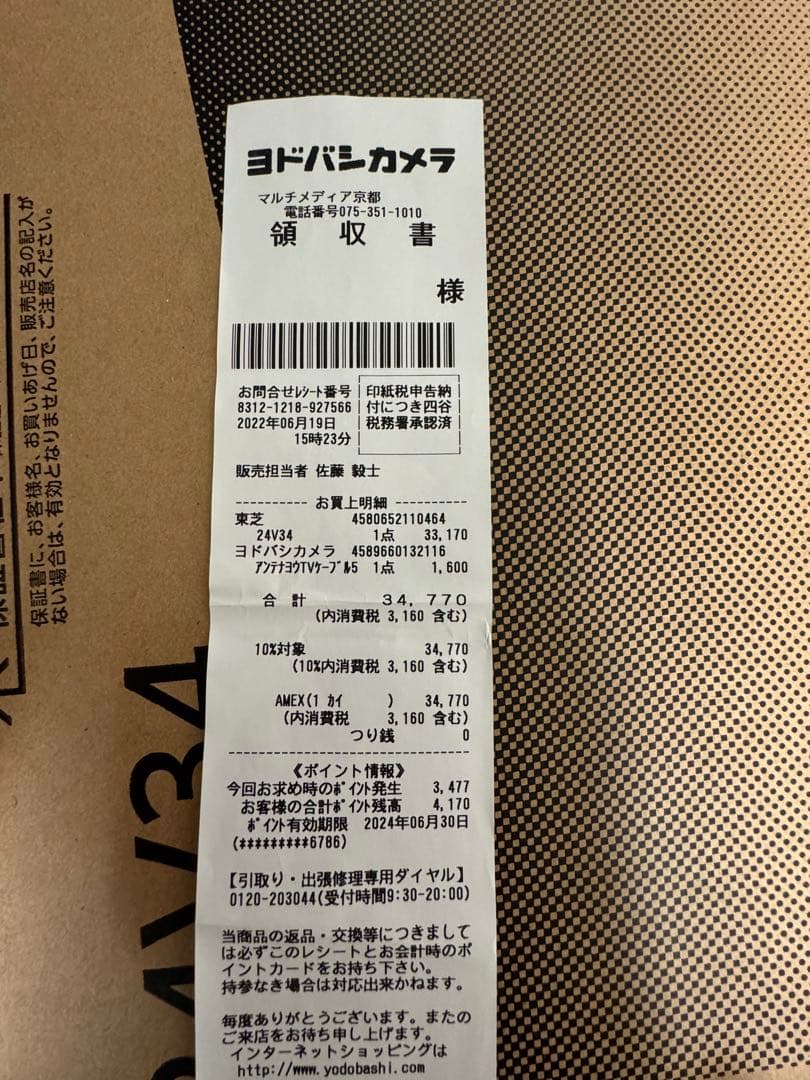 ヨドバシカメラ
マルチメディア京都
電話番号075-351-1010
領 収 書
様
お問合せﾚｼｰﾄ番号
8312-1218-927566
2022年06月19日
15時23分
印紙税申告納
付につき四谷
税務署承認済
販売担当者 佐藤 毅士
---------- お買上明細 ----------
東芝 4580652110464
24V34 1点 33,170
ヨドバシカメラ 4589660132116
ｱﾝﾃﾅﾖｳTVｹｰﾌﾞﾙ5 1点 1,600
合 計 34,770
(内消費税 3,160 含む)
10%対象 34,770
(10%内消費税 3,160 含む)
AMEX(1 ｶｲ ) 34,770
(内消費税 3,160 含む)
つり銭 0
《ポイント情報》
今回お求め時のﾎﾟｲﾝﾄ発生 3,477
お客様の合計ﾎﾟｲﾝﾄ残高 4,170
ﾎﾟｲﾝﾄ有効期限 2024年06月30日
(*********6786)
【引取り・出張修理専用ダイヤル】
0120-203044(受付時間9:30-20:00)
当商品の返品・交換等につきまして
は必ずこのレシートとお会計時のポ
イントカードをお持ち下さい。
持参なき場合は対応出来かねます。
毎度ありがとうございます。またの
ご来店をお待ち申し上げます。
インターネットショッピングは
http://www.yodobashi.com
保証書に、お客様名、お買いあげ日、販売店名の記入が
ない場合は、有効となりませんので、ご注意ください。
24V34